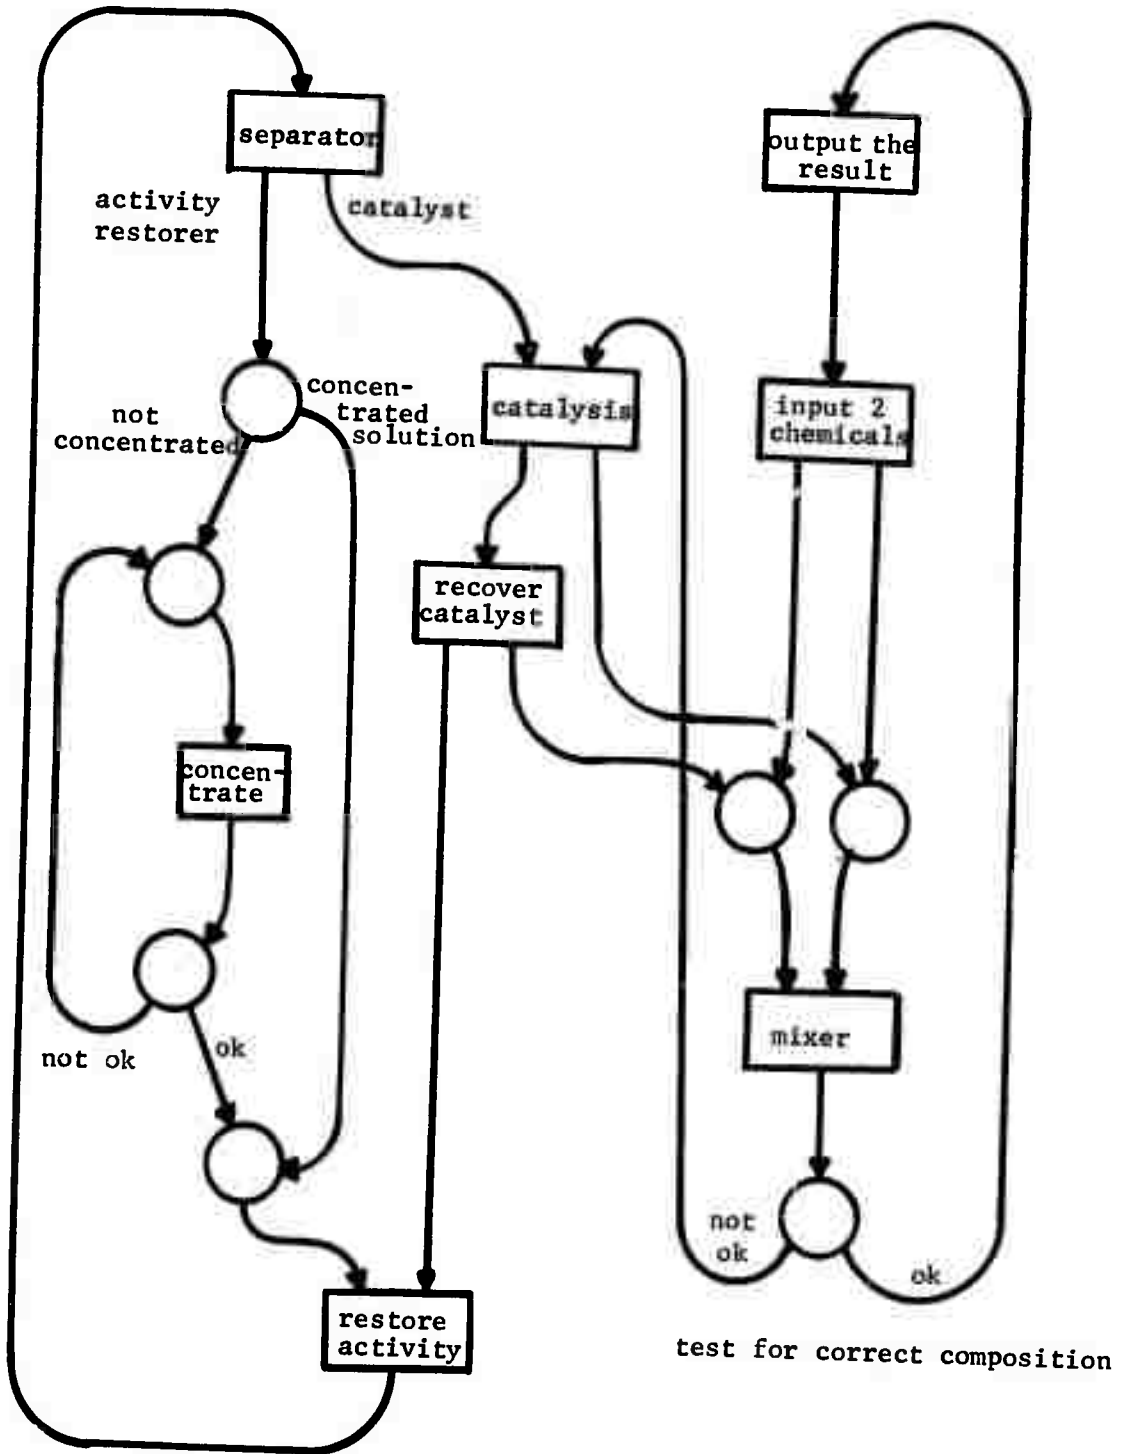 separator
output the
result
activity
restorer
catalyst
concen-
trated
solution
not
concentrated
catalysis
input 2
chemicals
recover
catalyst
concen-
trate
not ok
ok
mixer
not
ok
ok
restore
activity
test for correct composition